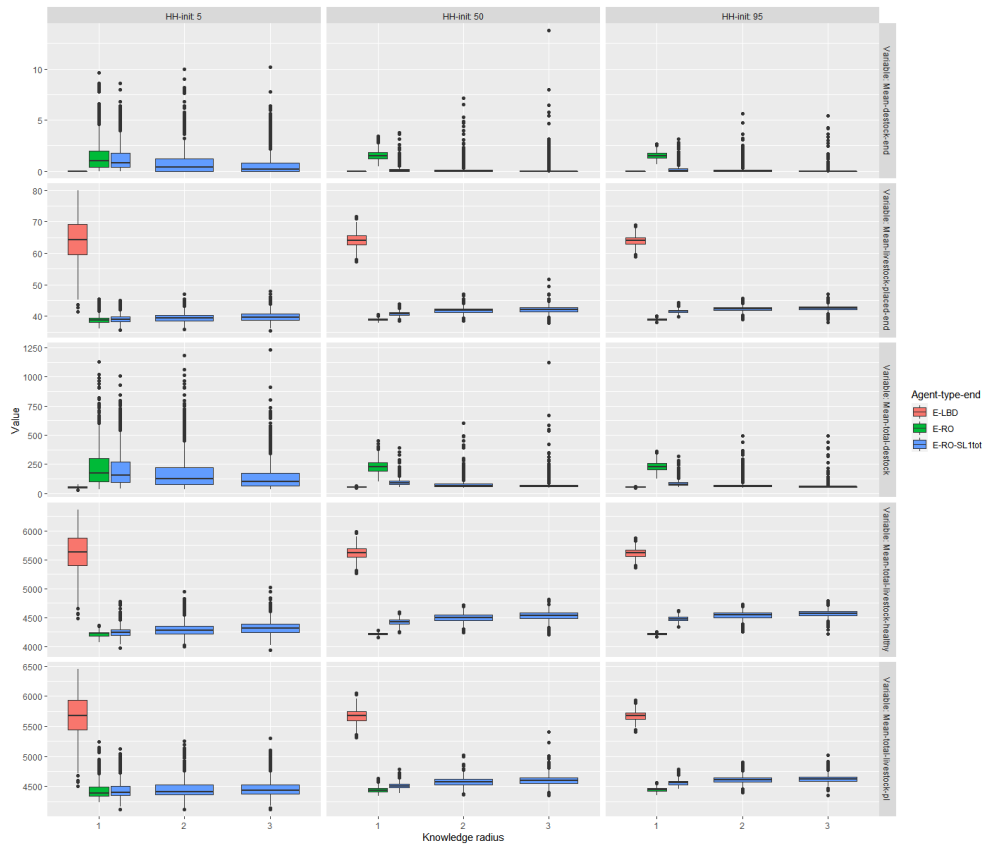 HH-init: 5
HH-init: 50
HH-init: 95
10
5
0
Variable: Mean-destock-end
80
70
60
50
40
Variable: Mean-livestock-placed-end
1250
1000
750
500
250
0
Variable: Mean-total-destock
6000
5500
5000
4500
4000
Variable: Mean-total-livestock-healthy
6500
6000
5500
5000
4500
Variable: Mean-total-livestock-pl
Value
1
2
3
1
2
3
1
2
3
Knowledge radius
Agent-type-end
E-LBD
E-RO
E-RO-SL1tot